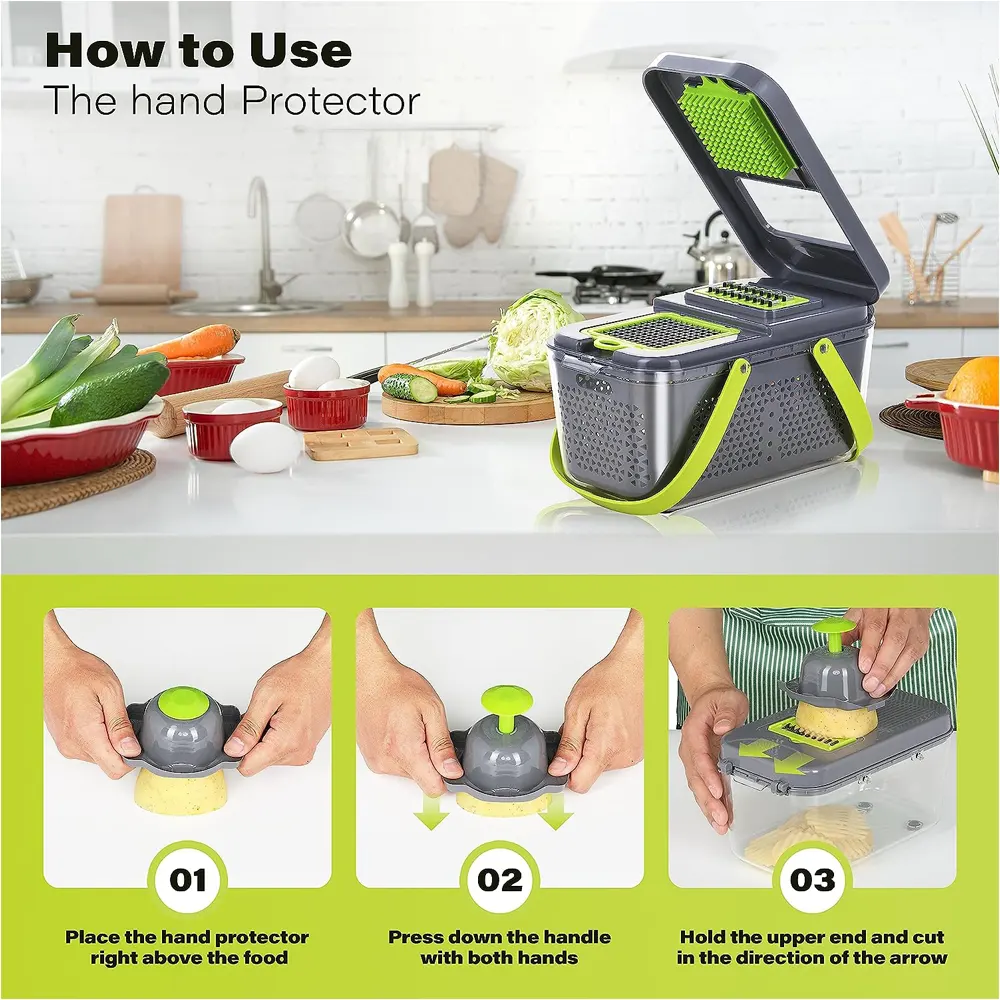 How to Use
The hand Protector
01
Place the hand protector
right above the food
02
Press down the handle
with both hands
03
Hold the upper end and cut
in the direction of the arrow